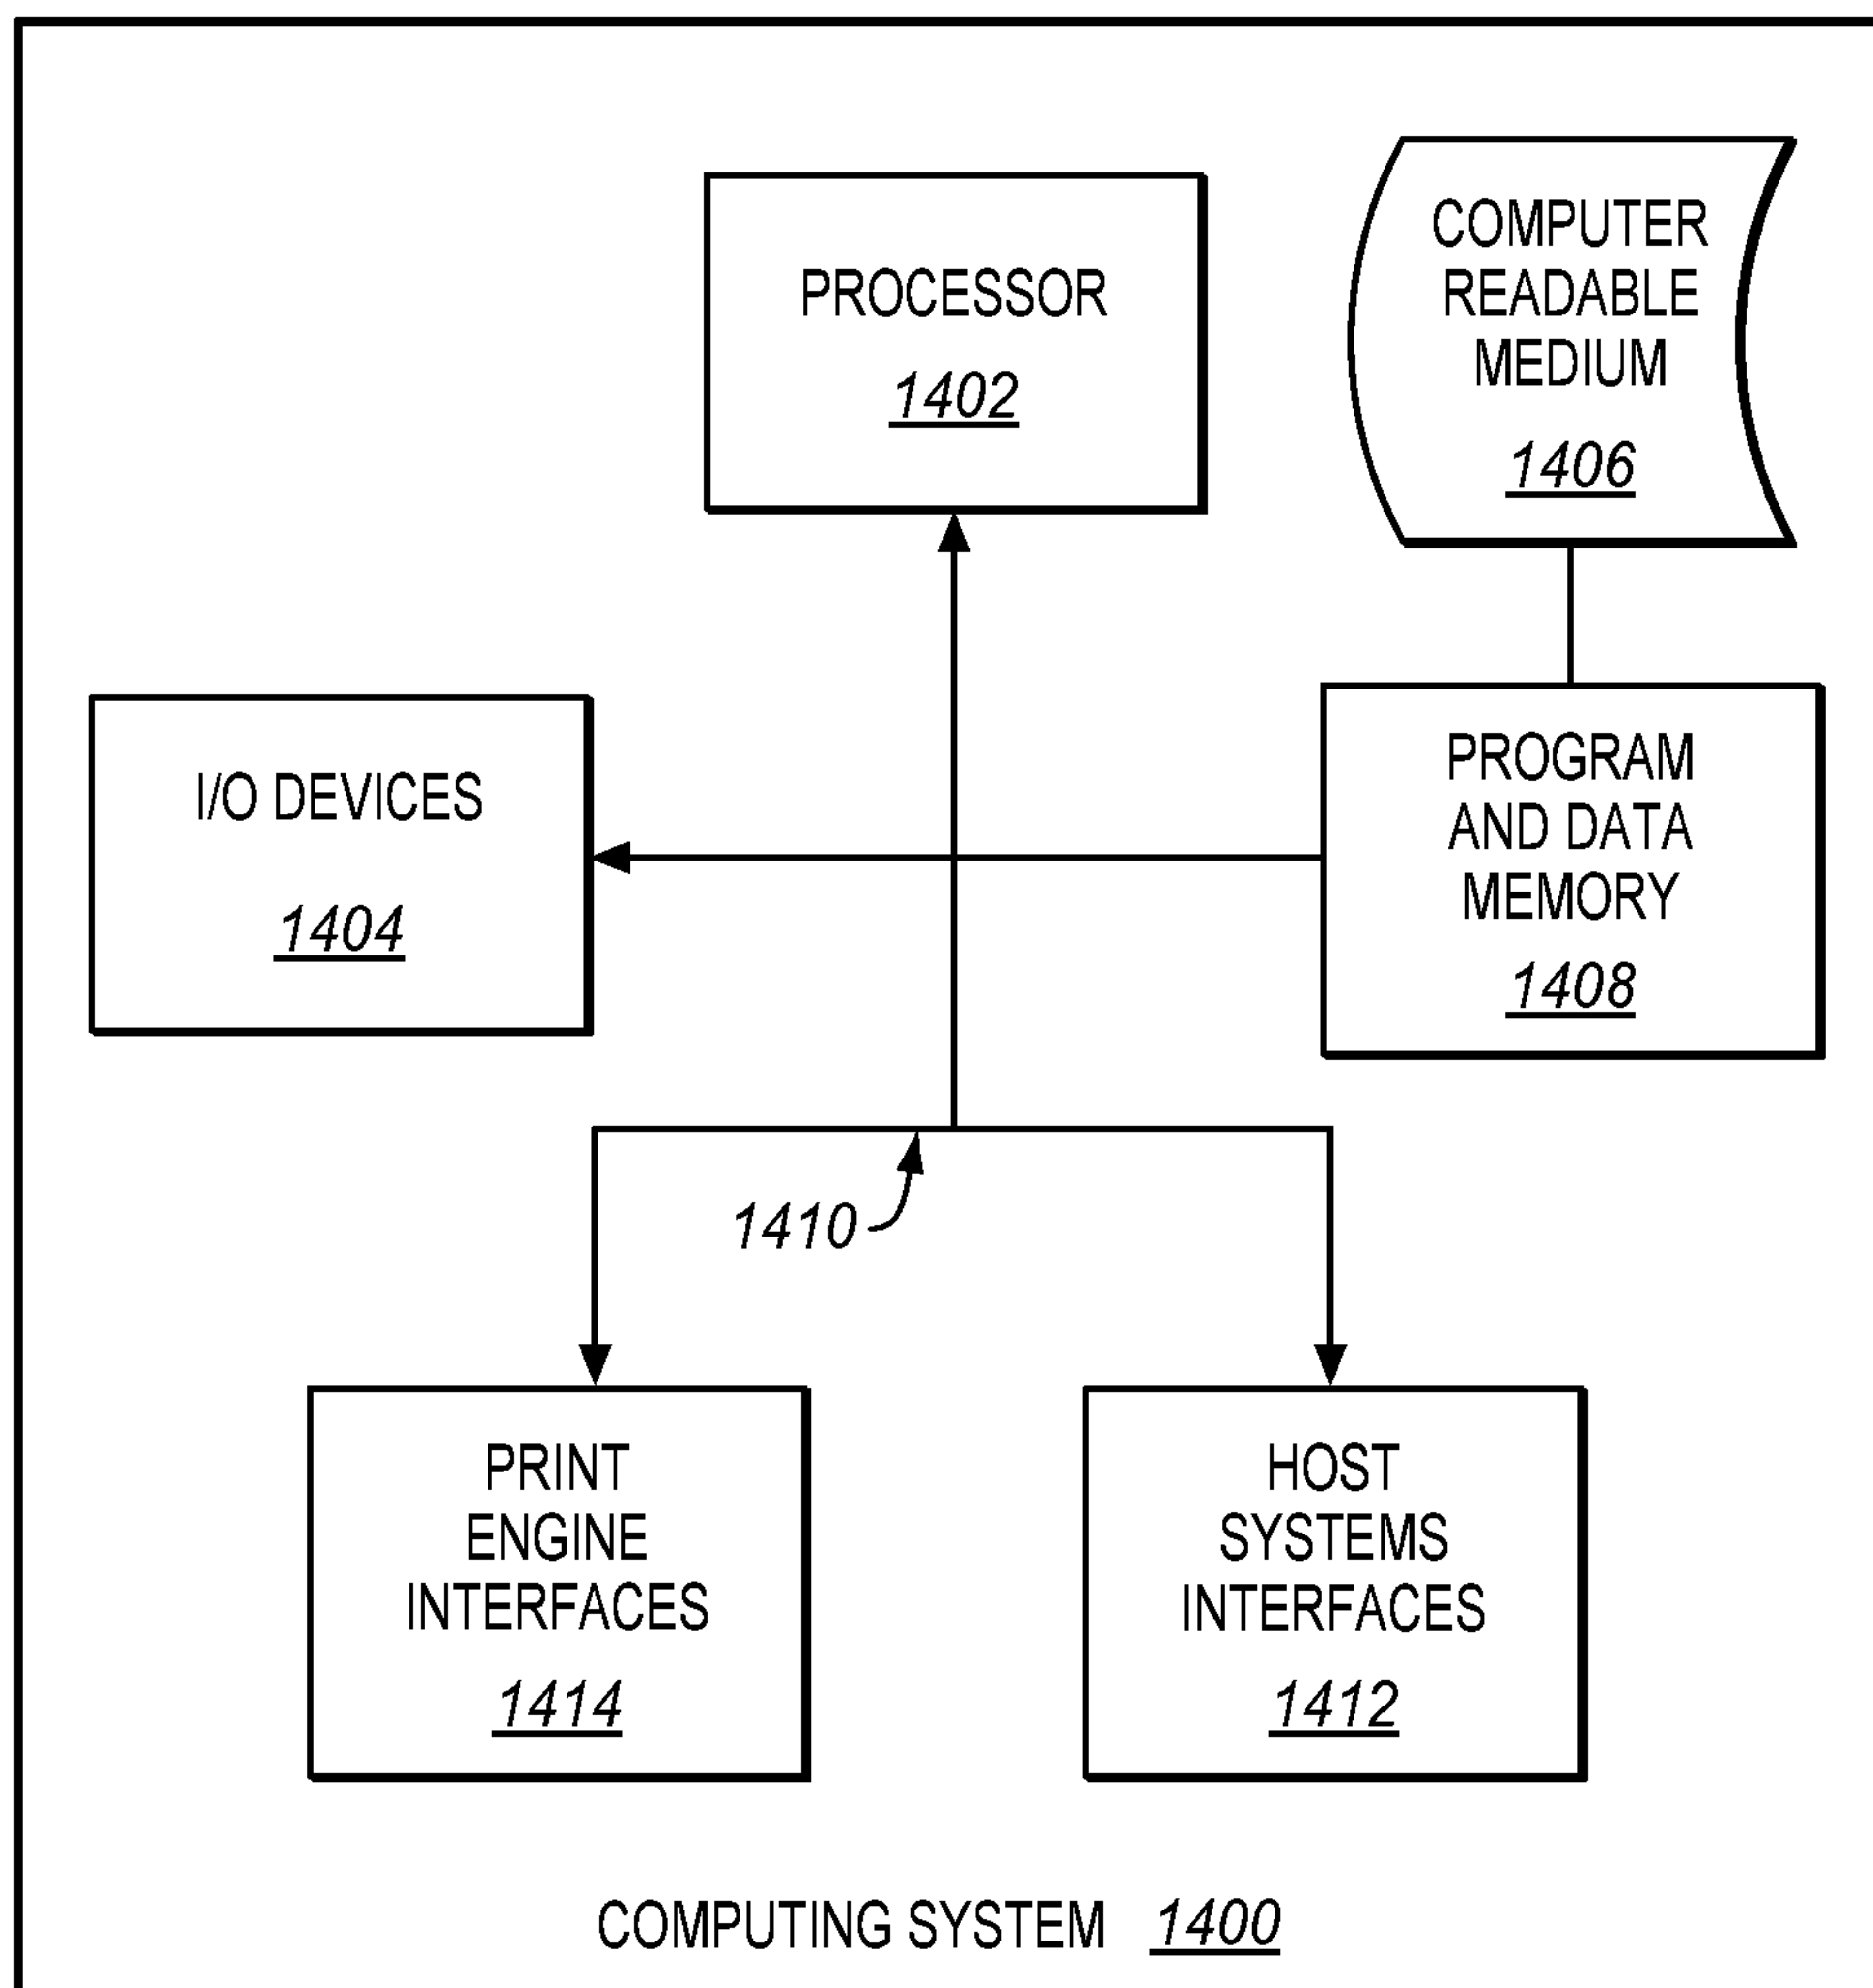 PROCESSOR
1402
COMPUTER
READABLE
MEDIUM
1406
I/O DEVICES
1404
PROGRAM
AND DATA
MEMORY
1408
1410
PRINT
ENGINE
INTERFACES
1414
HOST
SYSTEMS
INTERFACES
1412
COMPUTING SYSTEM 1400